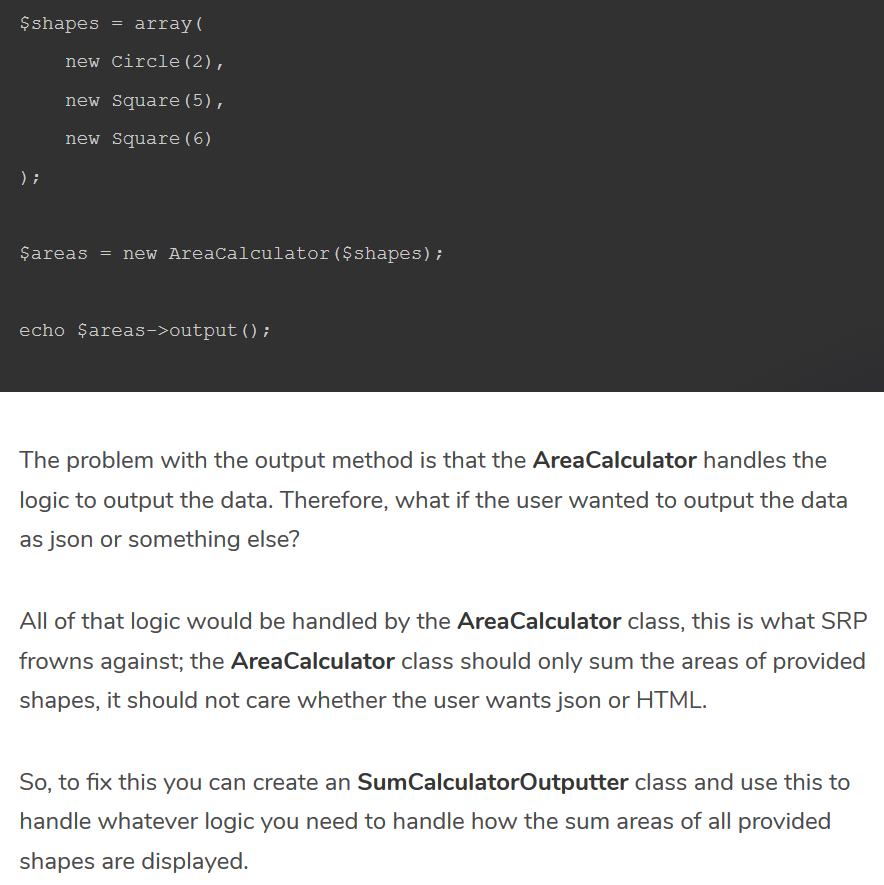 $shapes = array(
    new Circle(2),
    new Square(5),
    new Square(6)
);
$areas = new AreaCalculator($shapes);
echo $areas->output();
The problem with the output method is that the AreaCalculator handles the
logic to output the data. Therefore, what if the user wanted to output the data
as json or something else?
All of that logic would be handled by the AreaCalculator class, this is what SRP
frowns against; the AreaCalculator class should only sum the areas of provided
shapes, it should not care whether the user wants json or HTML.
So, to fix this you can create an SumCalculatorOutputter class and use this to
handle whatever logic you need to handle how the sum areas of all provided
shapes are displayed.